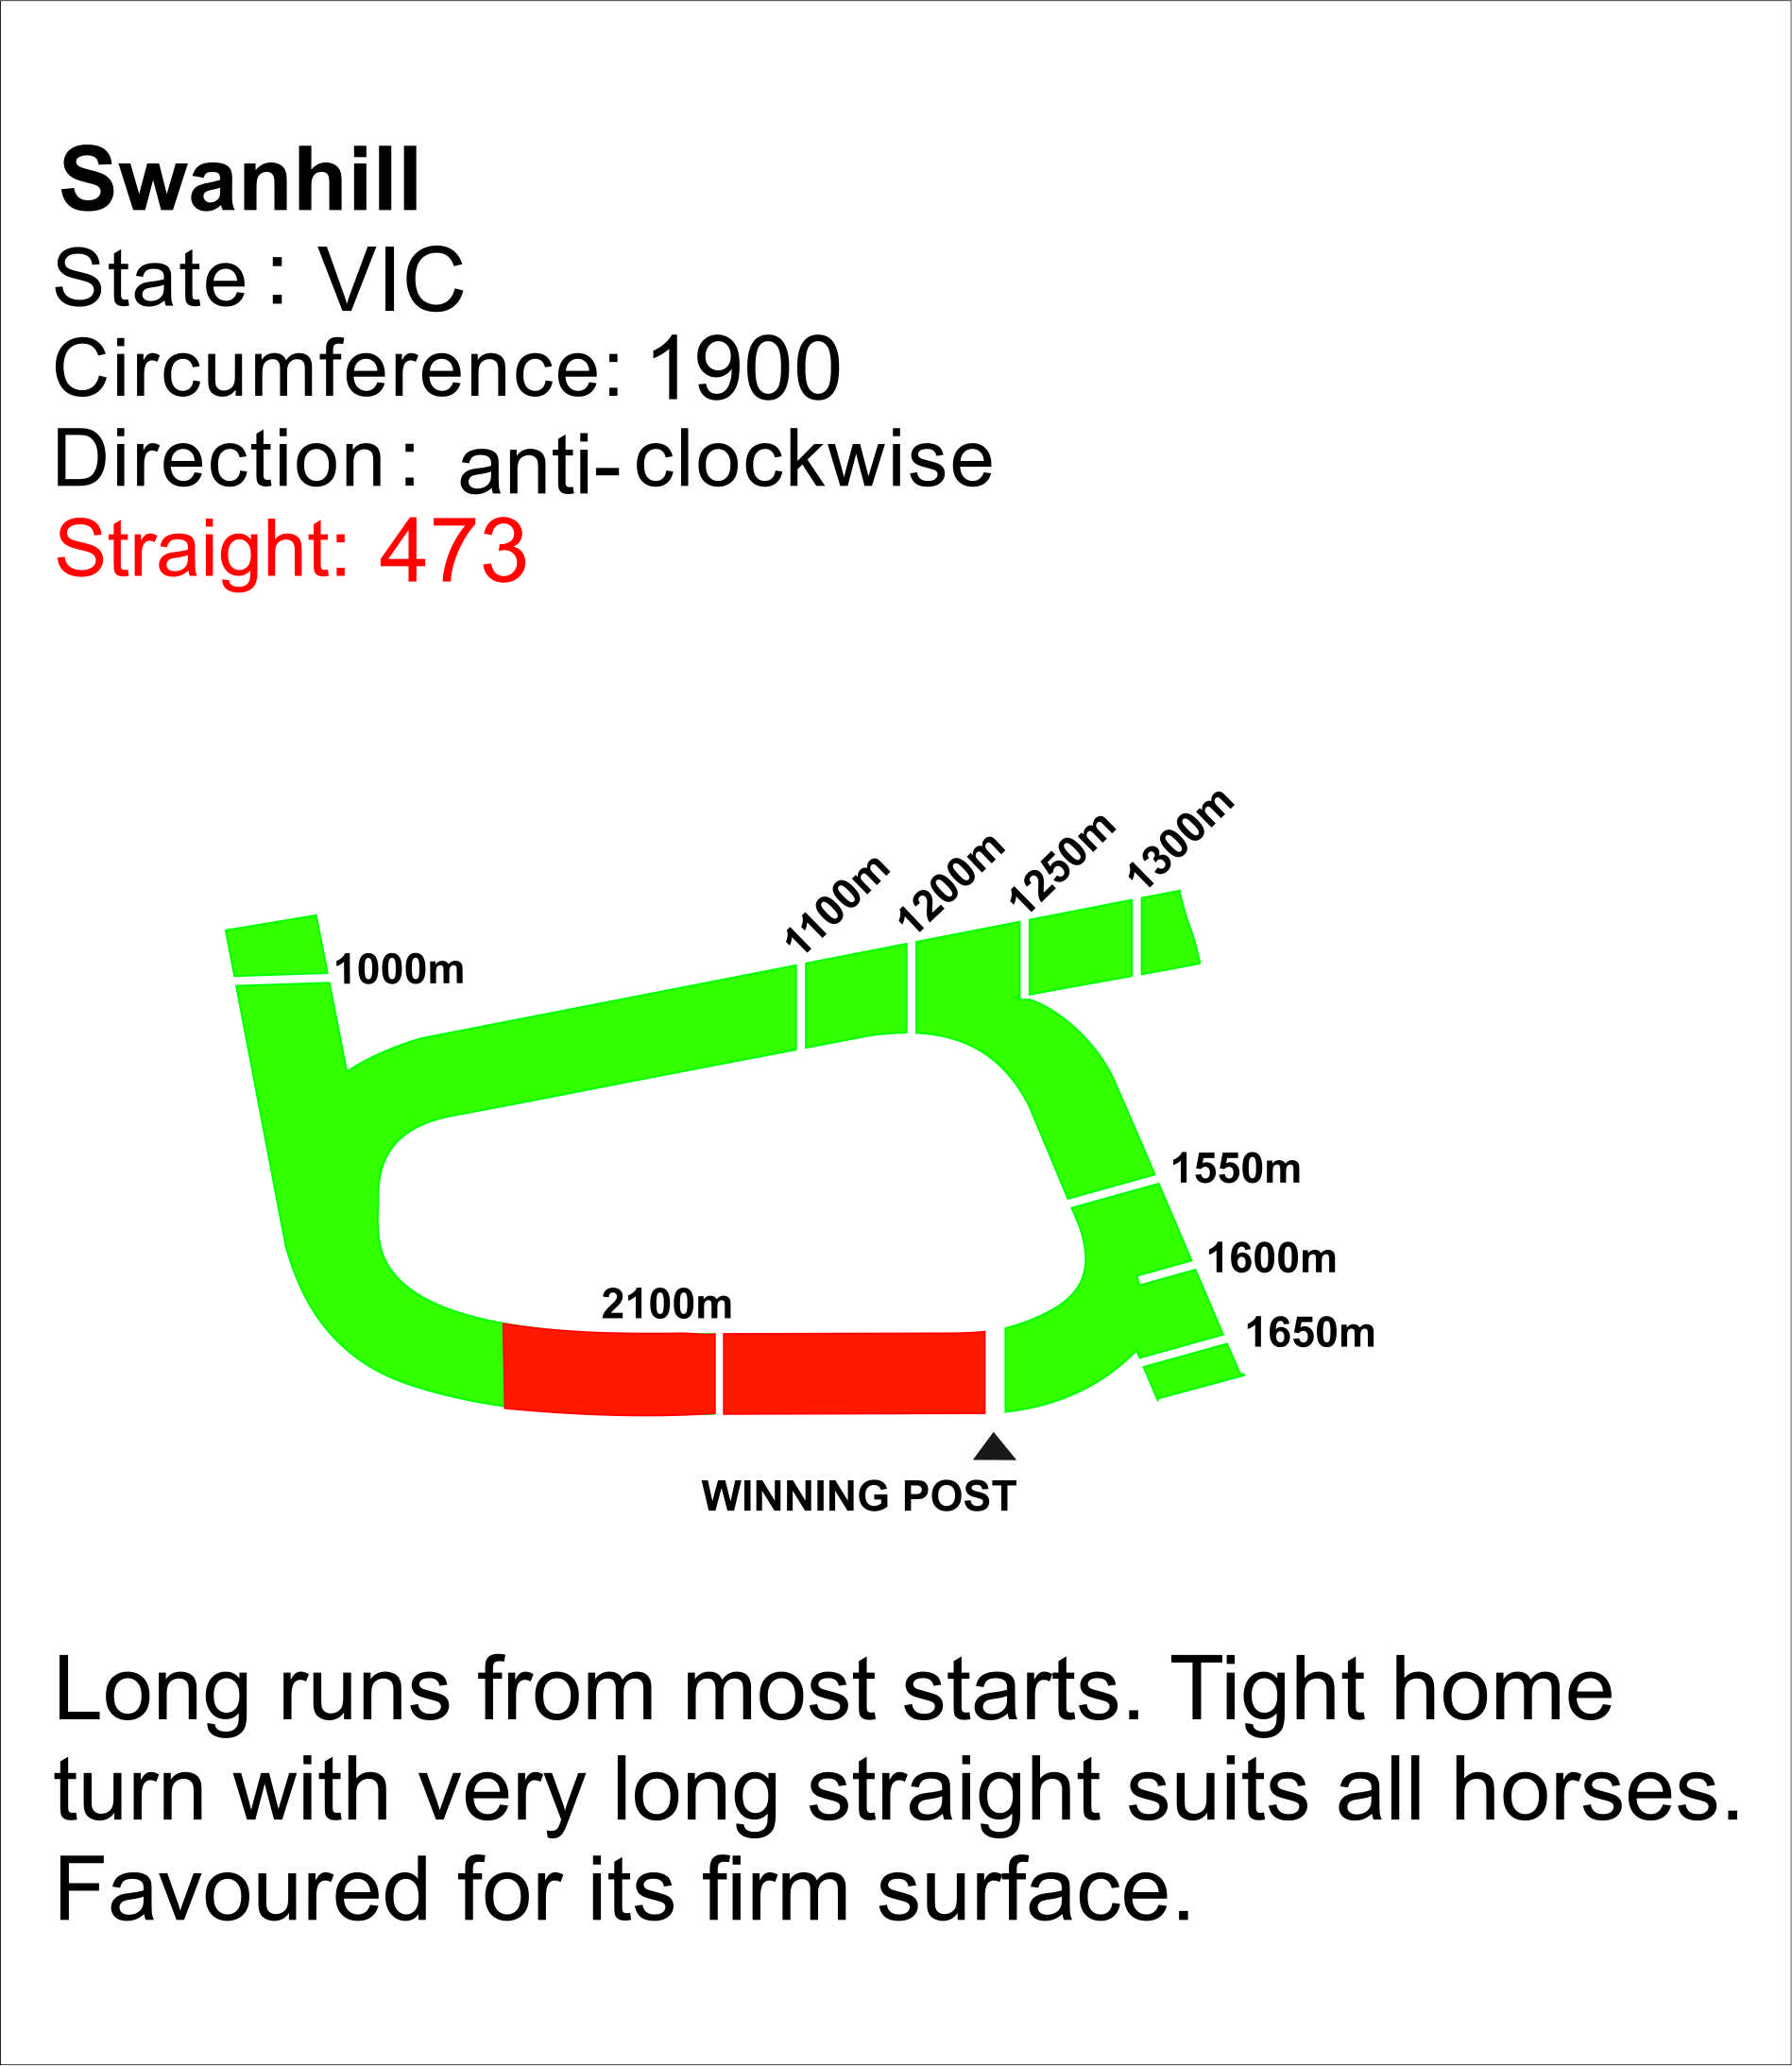 Swanhill
State : VIC
Circumference: 1900
Direction : anti-clockwise
Straight: 473
1000m
1100m
1200m
1250m
1300m
1550m
1600m
1650m
2100m
WINNING POST
Long runs from most starts. Tight home
turn with very long straight suits all horses.
Favoured for its firm surface.